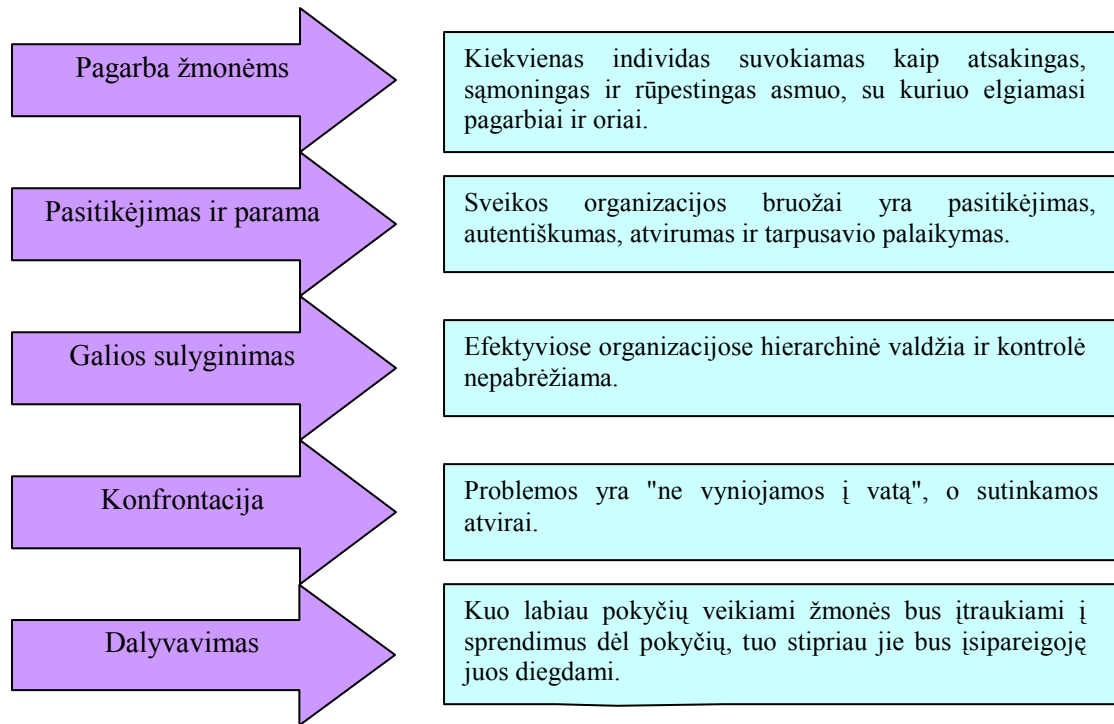 Pagarba žmonėms
Kiekvienas individas suvokiamas kaip atsakingas,
sąmoningas ir rūpestingas asmuo, su kuriuo elgiamasi
pagarbiai ir oriai.
Pasitikėjimas ir parama
Sveikos organizacijos bruožai yra pasitikėjimas,
autentiškumas, atvirumas ir tarpusavio palaikymas.
Galios sulyginimas
Efektyviose organizacijose hierarchinė valdžia ir kontrolė
nepabrėžiama.
Konfrontacija
Problemos yra "ne vyniojamos į vatą", o sutinkamos
atvirai.
Dalyvavimas
Kuo labiau pokyčių veikiami žmonės bus įtraukiami į
sprendimus dėl pokyčių, tuo stipriau jie bus įsipareigoję
juos diegdami.